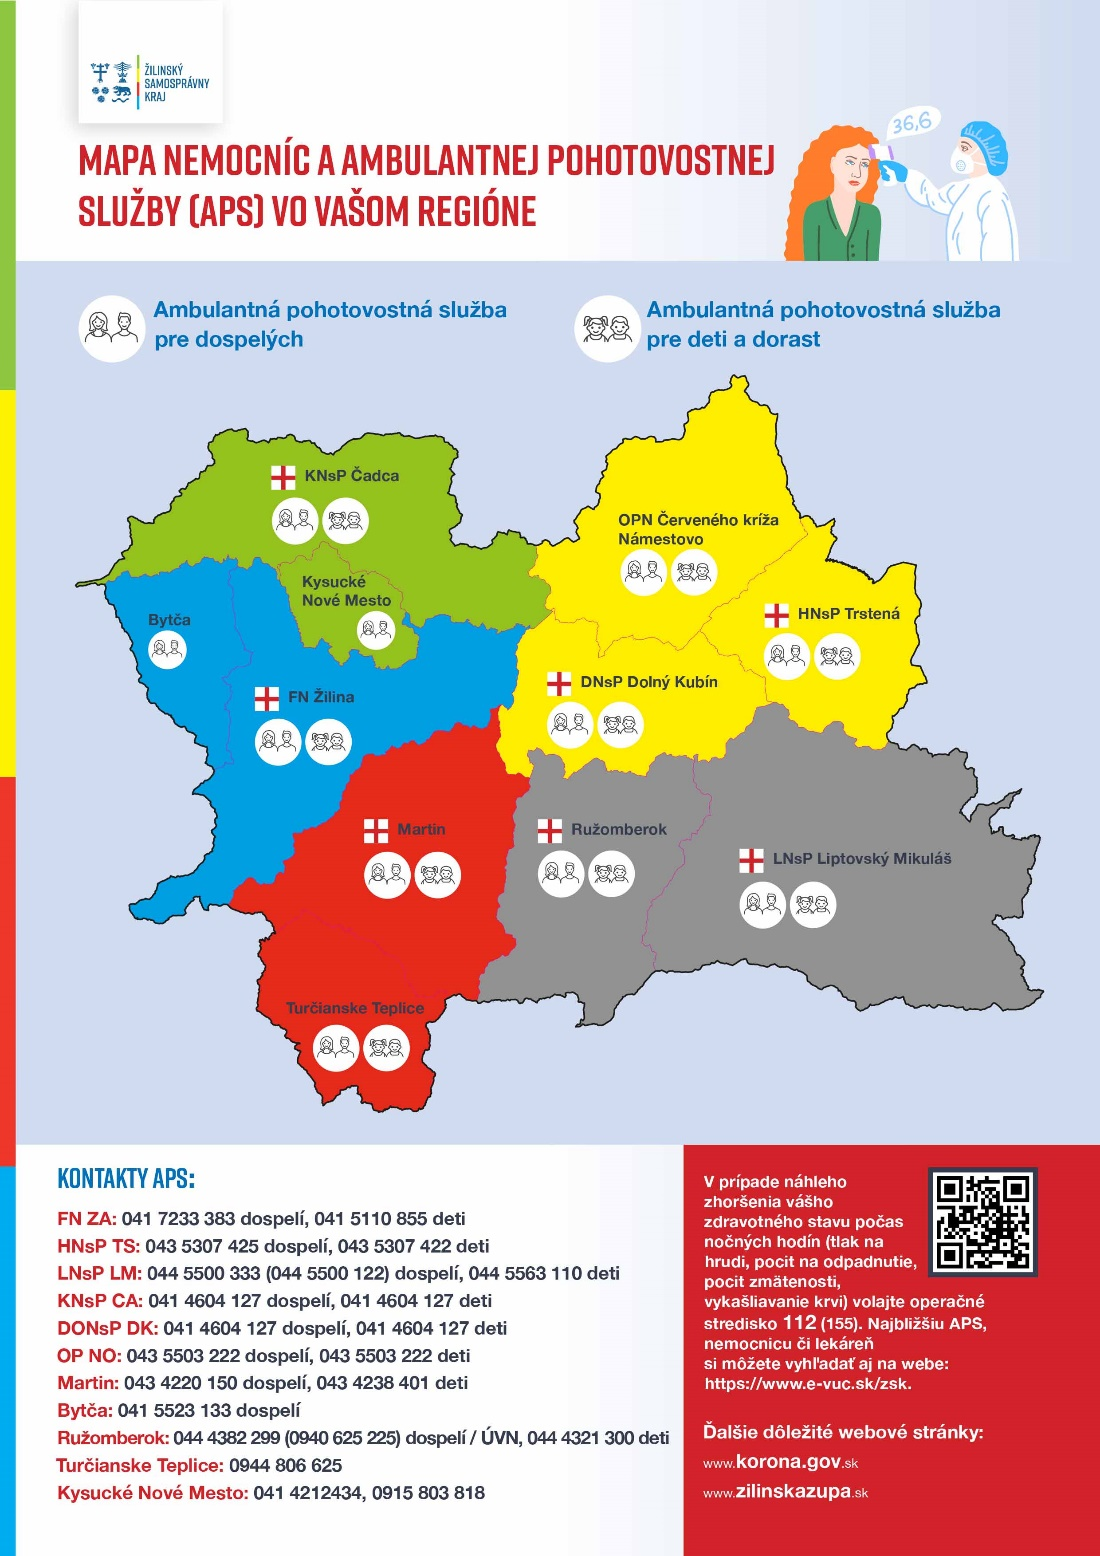 ŽILINSKÝ
SAMOSPRÁVNY
KRAJ
MAPA NEMOCNÍC A AMBULANTNEJ POHOTOVOSTNEJ
SLUŽBY (APS) VO VAŠOM REGIÓNE
36,6
Ambulantná pohotovostná služba
pre dospelých
Ambulantná pohotovostná služba
pre deti a dorast
KNsP Čadca
OPN Červeného kríža
Námestovo
Kysucké
Nové Mesto
Bytča
HNsP Trstená
FN Žilina
DNsP Dolný Kubín
Martin
Ružomberok
LNsP Liptovský Mikuláš
Turčianske Teplice
KONTAKTY APS:
FN ZA: 041 7233 383 dospelí, 041 5110 855 deti
HNsP TS: 043 5307 425 dospelí, 043 5307 422 deti
LNsP LM: 044 5500 333 (044 5500 122) dospelí, 044 5563 110 deti
KNsP CA: 041 4604 127 dospelí, 041 4604 127 deti
DONsP DK: 041 4604 127 dospelí, 041 4604 127 deti
OP NO: 043 5503 222 dospelí, 043 5503 222 deti
Martin: 043 4220 150 dospelí, 043 4238 401 deti
Bytča: 041 5523 133 dospelí
Ružomberok: 044 4382 299 (0940 625 225) dospelí / ÚVN, 044 4321 300 deti
Turčianske Teplice: 0944 806 625
Kysucké Nové Mesto: 041 4212434, 0915 803 818
V prípade náhleho
zhoršenia vášho
zdravotného stavu počas
nočných hodín (tlak na
hrudi, pocit na odpadnutie,
pocit zmätenosti,
vykašliavanie krvi) volajte operačné
stredisko 112 (155). Najbližšiu APS,
nemocnicu či lekáreň
si môžete vyhľadať aj na webe:
https://www.e-vuc.sk/zsk.
Ďalšie dôležité webové stránky:
www.korona.gov.sk
www.zilinskazupa.sk